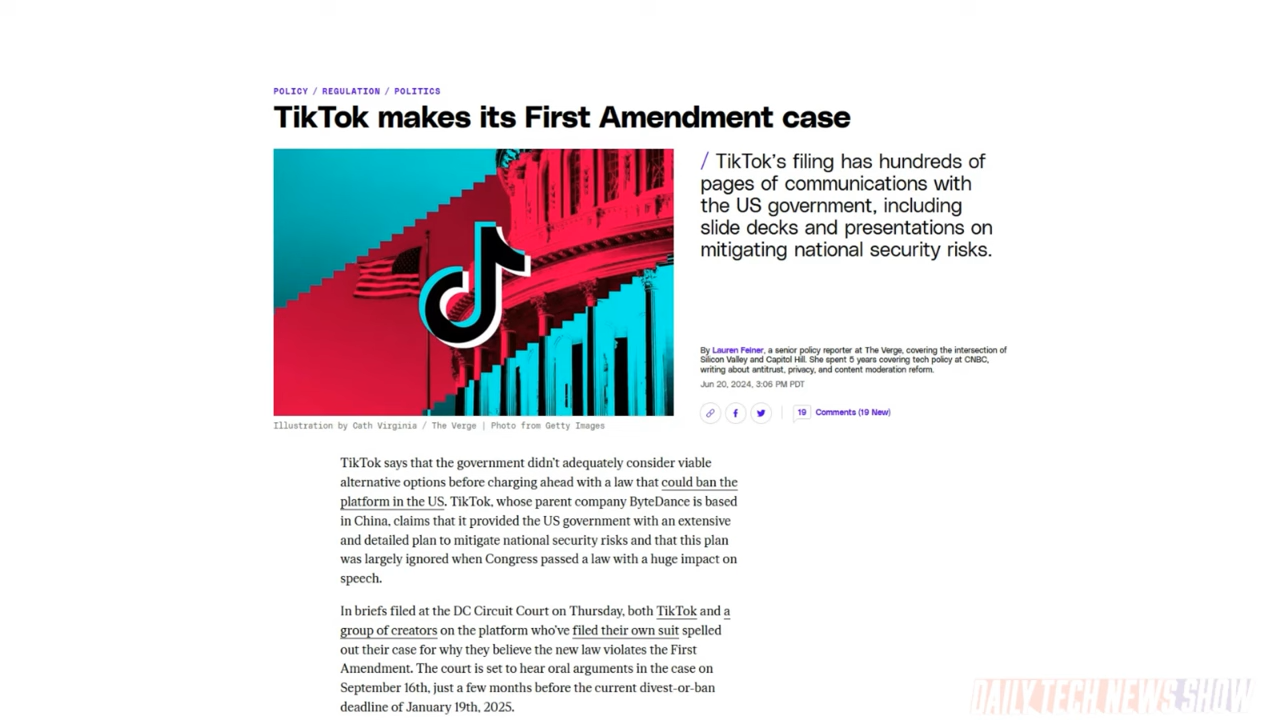 POLICY / REGULATION / POLITICS
TikTok makes its First Amendment case
/ TikTok's filing has hundreds of
pages of communications with
the US government, including
slide decks and presentations on
mitigating national security risks.
By Lauren Feiner, a senior policy reporter at The Verge, covering the intersection of
Silicon Valley and Capitol Hill. She spent 5 years covering tech policy at CNBC,
writing about antitrust, privacy, and content moderation reform.
Jun 20, 2024, 3:06 PM PDT
19 Comments (19 New)
Illustration by Cath Virginia / The Verge | Photo from Getty Images
TikTok says that the government didn't adequately consider viable
alternative options before charging ahead with a law that could ban the
platform in the US. TikTok, whose parent company ByteDance is based
in China, claims that it provided the US government with an extensive
and detailed plan to mitigate national security risks and that this plan
was largely ignored when Congress passed a law with a huge impact on
speech.
In briefs filed at the DC Circuit Court on Thursday, both TikTok and a
group of creators on the platform who've filed their own suit spelled
out their case for why they believe the new law violates the First
Amendment. The court is set to hear oral arguments in the case on
September 16th, just a few months before the current divest-or-ban
deadline of January 19th, 2025.
DAILY TECH NEWS SHOW